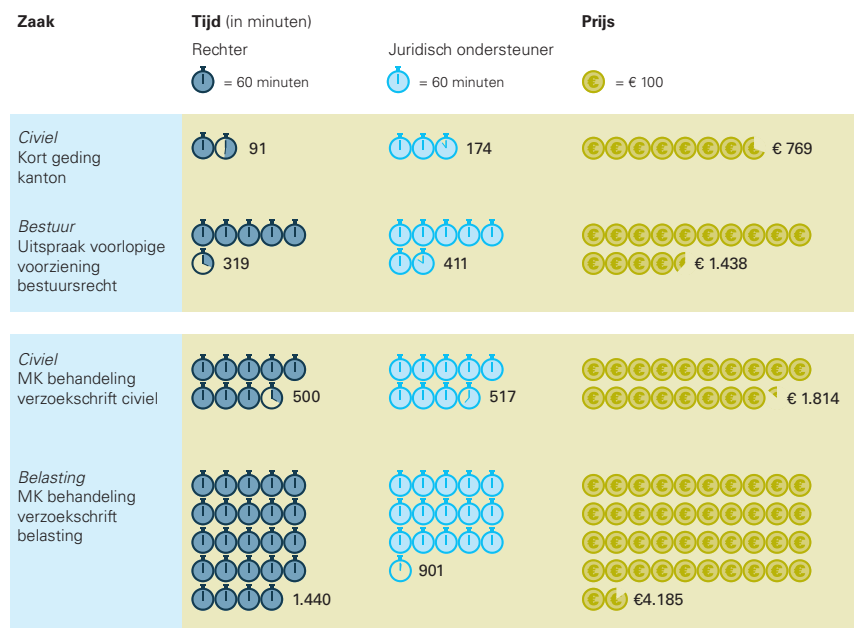 Zaak Tijd (in minuten) Prijs
Rechter Juridisch ondersteuner
= 60 minuten = 60 minuten € = € 100
Civiel
Kort geding
kanton
91 174 € 769
Bestuur
Uitspraak voorlopige
voorziening
bestuursrecht
319 411 € 1.438
Civiel
MK behandeling
verzoekschrift civiel
500 517 € 1.814
Belasting
MK behandeling
verzoekschrift
belasting
1.440 901 €4.185